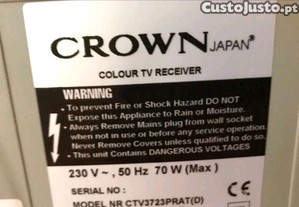 CustoJusto.pt
CROWN JAPAN®
COLOUR TV RECEIVER
WARNING
• To prevent Fire or Shock Hazard DO NOT
Expose this Appliance to Rain or Moisture.
• Always Remove Mains plug from wall socket
when not in use or before any service operation.
Never Remove Covers unless qualified to do so.
• This unit Contains DANGEROUS VOLTAGES
230 V ~ , 50 Hz 70 W (Max )
SERIAL NO :
MODEL NR CTV3723PRAT(D)
CE